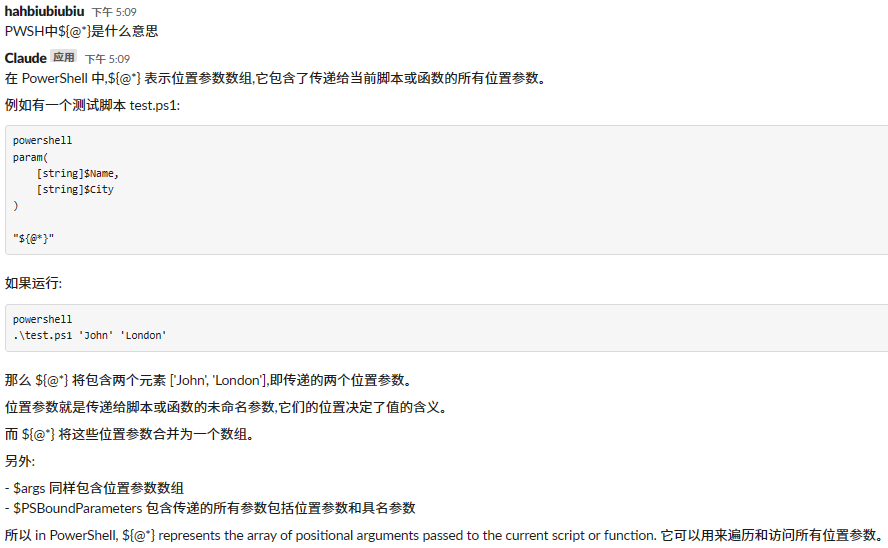 hahbiubiubiu 下午 5:09
PWSH中${@*}是什么意思
Claude 应用 下午 5:09
在 PowerShell 中,${@*} 表示位置参数数组,它包含了传递给当前脚本或函数的所有位置参数。
例如有一个测试脚本 test.ps1:
powershell
param(
    [string]$Name,
    [string]$City
)
"${@*}"
如果运行:
powershell
.\test.ps1 'John' 'London'
那么 ${@*} 将包含两个元素 ['John', 'London'],即传递的两个位置参数。
位置参数就是传递给脚本或函数的未命名参数,它们的位置决定了值的含义。
而 ${@*} 将这些位置参数合并为一个数组。
另外:
- $args 同样包含位置参数数组
- $PSBoundParameters 包含传递的所有参数包括位置参数和具名参数
所以 in PowerShell, ${@*} represents the array of positional arguments passed to the current script or function. 它可以用来遍历和访问所有位置参数。